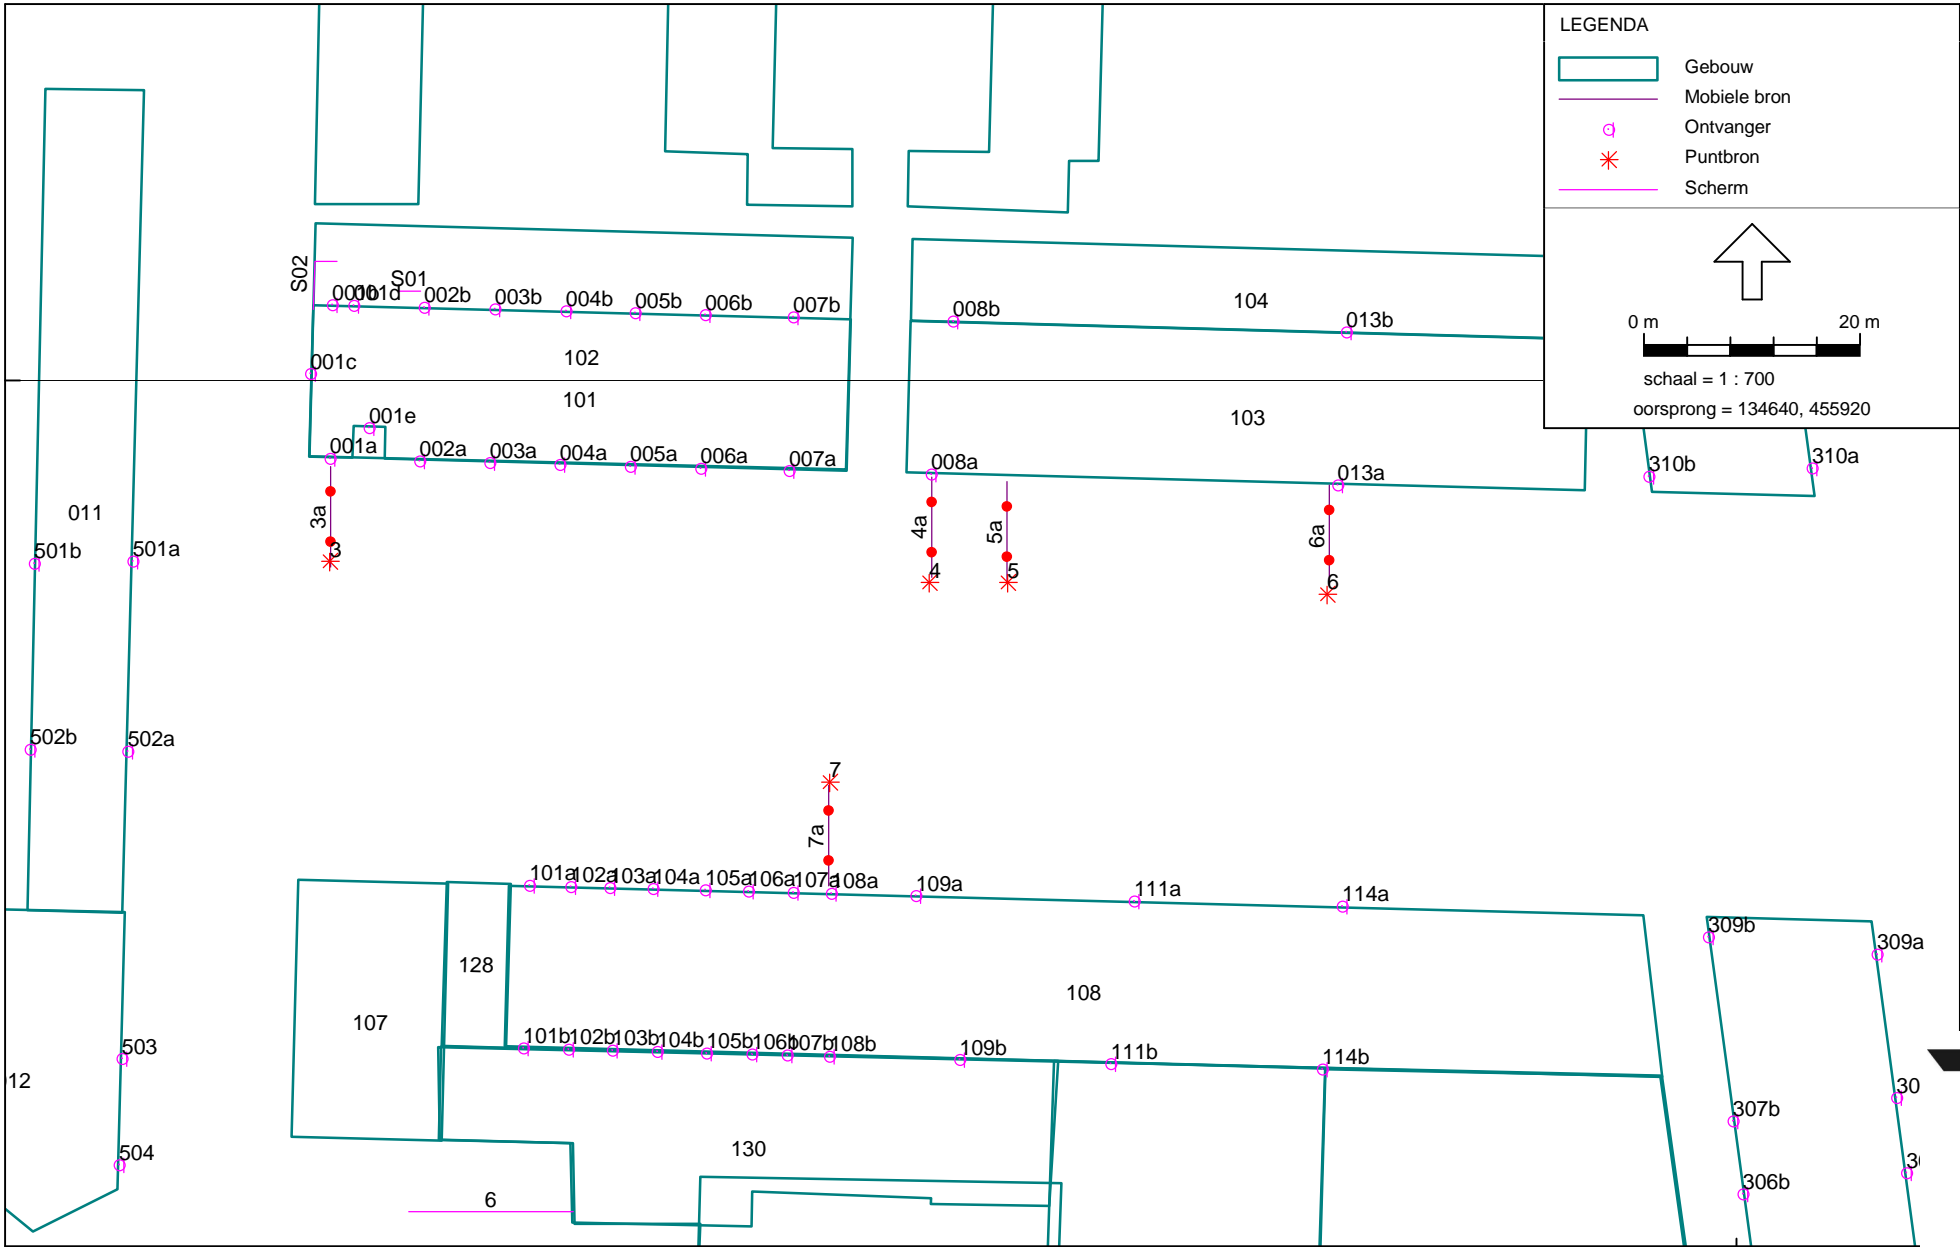 LEGENDA
Gebouw
Mobiele bron
Ontvanger
Puntbron
Scherm
0 m 20 m
schaal = 1 : 700
oorsprong = 134640, 455920
S02
S01
001b 001d 002b 003b 004b 005b 006b 007b
008b 104 013b
102
001c
101
103
001e
001a 002a 003a 004a 005a 006a 007a
008a 013a 310b 310a
011
3a 4a 5a 6a
501b 501a 3
4 5 6
502b 502a
7
7a
101a 102a 103a 104a 105a 106a 107a 108a 109a 111a 114a
309b 309a
128
108
107
101b 102b 103b 104b 105b 106b 107b 108b 109b 111b 114b
503
12 30
307b
130
504
306b
6